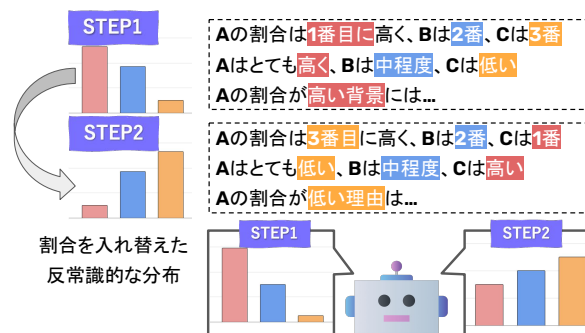 STEP1
Aの割合は1番目に高く、Bは2番、Cは3番
Aはとても高く、Bは中程度、Cは低い
Aの割合が高い背景には…
STEP2
Aの割合は3番目に高く、Bは2番、Cは1番
Aはとても低い、Bは中程度、Cは高い
Aの割合が低い理由は…
割合を入れ替えた
反常識的な分布
STEP1
STEP2